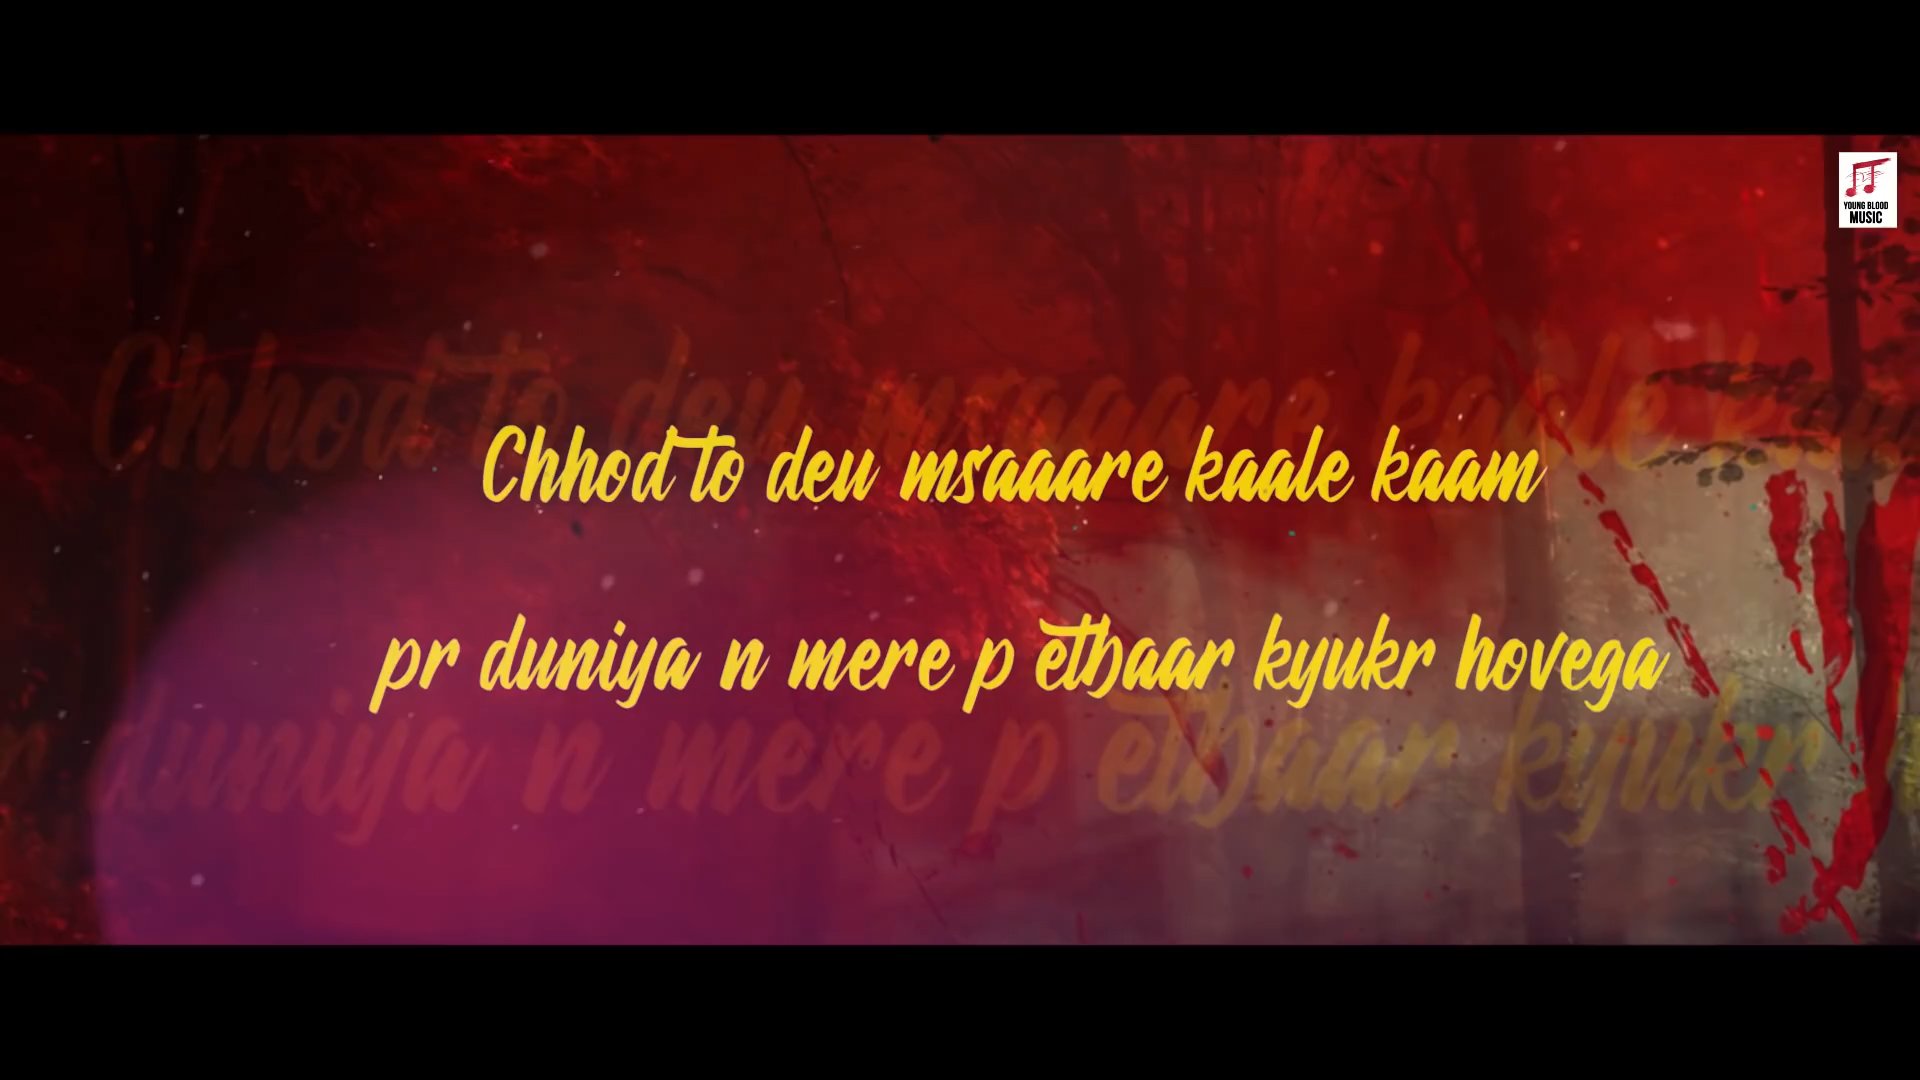 YOUNG BLOOD
MUSIC
Chhod to deu msaaare kaale kaam
pr duniya n mere p etbaar kyukr hovega